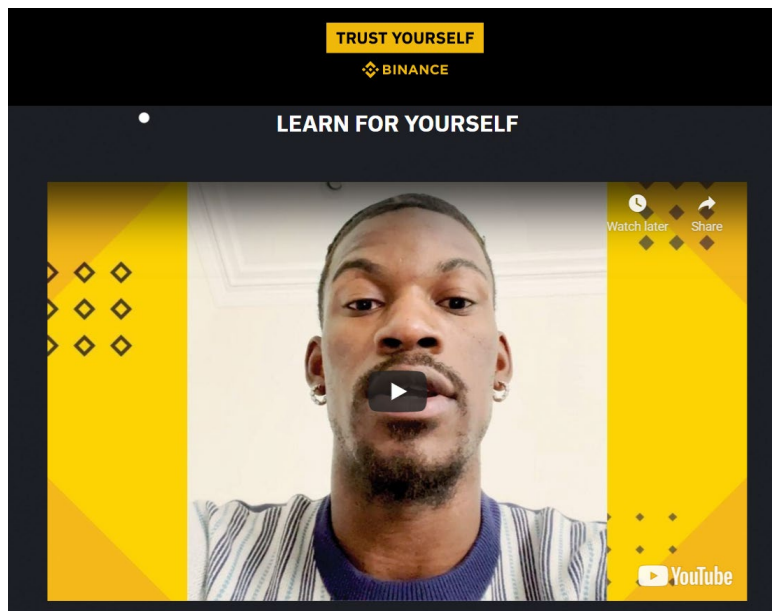 TRUST YOURSELF
BINANCE
LEARN FOR YOURSELF
Watch later
Share
YouTube